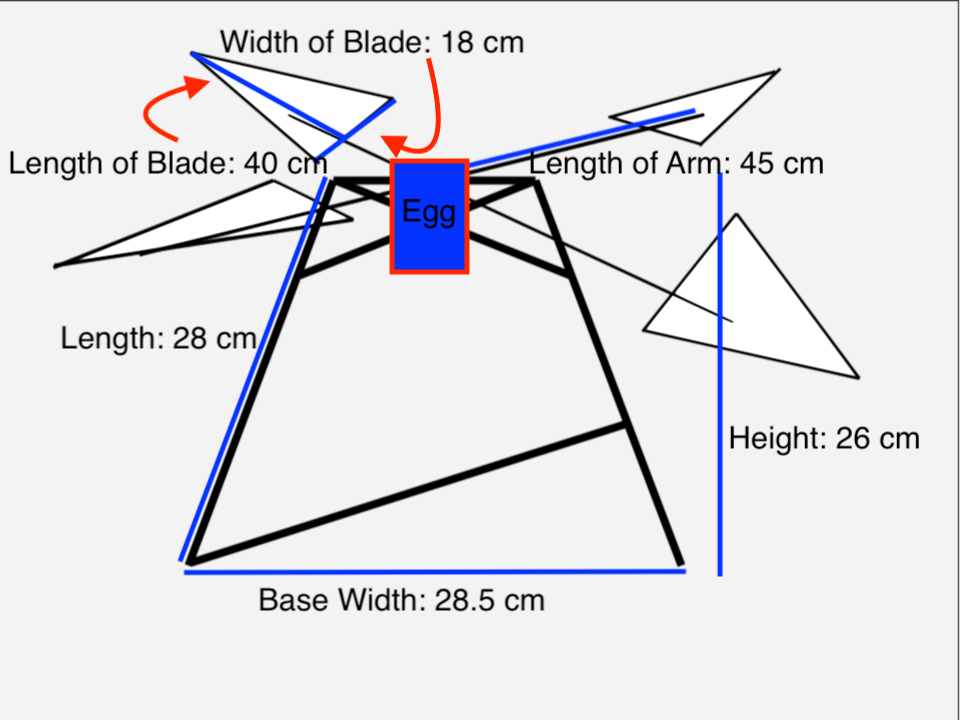 Width of Blade: 18 cm
Length of Blade: 40 cm
Length of Arm: 45 cm
Egg
Length: 28 cm
Height: 26 cm
Base Width: 28.5 cm